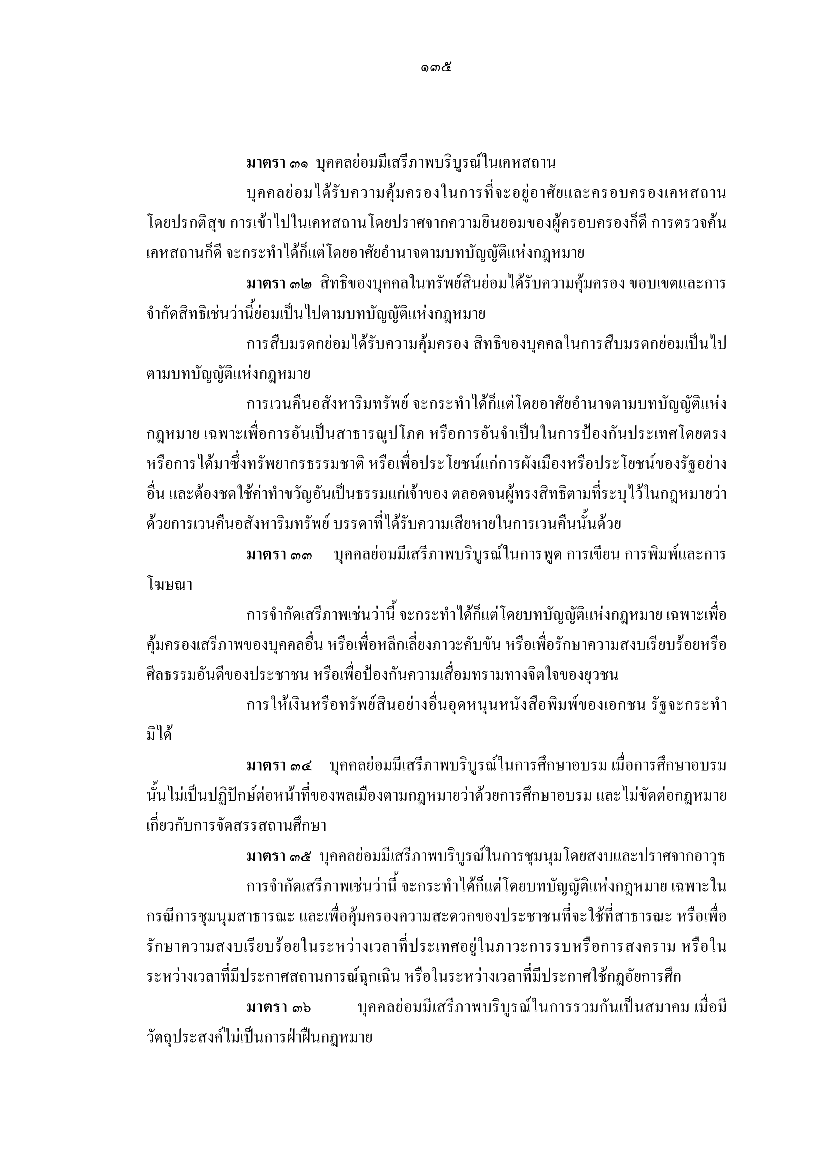 ๑๓๕
มาตรา ๓๑ บุคคลย่อมมีเสรีภาพบริบูรณ์ในเคหสถาน
บุคคลย่อมได้รับความคุ้มครองในการที่จะอยู่อาศัยและครอบครองเคหสถาน
โดยปรกติสุข การเข้าไปในเคหสถานโดยปราศจากความยินยอมของผู้ครอบครองก็ดี การตรวจค้น
เคหสถานก็ดี จะกระทำได้ก็แต่โดยอาศัยอำนาจตามบทบัญญัติแห่งกฎหมาย
มาตรา ๓๒ สิทธิของบุคคลในทรัพย์สินย่อมได้รับความคุ้มครอง ขอบเขตและการ
จำกัดสิทธิเช่นว่านี้ย่อมเป็นไปตามบทบัญญัติแห่งกฎหมาย
การสืบมรดกย่อมได้รับความคุ้มครอง สิทธิของบุคคลในการสืบมรดกย่อมเป็นไป
ตามบทบัญญัติแห่งกฎหมาย
การเวนคืนอสังหาริมทรัพย์ จะกระทำได้ก็แต่โดยอาศัยอำนาจตามบทบัญญัติแห่ง
กฎหมาย เฉพาะเพื่อการอันเป็นสาธารณูปโภค หรือการอันจำเป็นในการป้องกันประเทศโดยตรง
หรือการได้มาซึ่งทรัพยากรธรรมชาติ หรือเพื่อประโยชน์แก่การผังเมืองหรือประโยชน์ของรัฐอย่าง
อื่น และต้องชดใช้ค่าทำขวัญอันเป็นธรรมแก่เจ้าของ ตลอดจนผู้ทรงสิทธิตามที่ระบุไว้ในกฎหมายว่า
ด้วยการเวนคืนอสังหาริมทรัพย์ บรรดาที่ได้รับความเสียหายในการเวนคืนนั้นด้วย
มาตรา ๓๓ บุคคลย่อมมีเสรีภาพบริบูรณ์ในการพูด การเขียน การพิมพ์และการ
โฆษณา
การจำกัดเสรีภาพเช่นว่านี้ จะกระทำได้ก็แต่โดยบทบัญญัติแห่งกฎหมาย เฉพาะเพื่อ
คุ้มครองเสรีภาพของบุคคลอื่น หรือเพื่อหลีกเลี่ยงภาวะคับขัน หรือเพื่อรักษาความสงบเรียบร้อยหรือ
ศีลธรรมอันดีของประชาชน หรือเพื่อป้องกันความเสื่อมทรามทางจิตใจของยุวชน
การให้เงินหรือทรัพย์สินอย่างอื่นอุดหนุนหนังสือพิมพ์ของเอกชน รัฐจะกระทำ
มิได้
มาตรา ๓๔ บุคคลย่อมมีเสรีภาพบริบูรณ์ในการศึกษาอบรม เมื่อการศึกษาอบรม
นั้นไม่เป็นปฏิปักษ์ต่อหน้าที่ของพลเมืองตามกฎหมายว่าด้วยการศึกษาอบรม และไม่ขัดต่อกฎหมาย
เกี่ยวกับการจัดสรรสถานศึกษา
มาตรา ๓๕ บุคคลย่อมมีเสรีภาพบริบูรณ์ในการชุมนุมโดยสงบและปราศจากอาวุธ
การจำกัดเสรีภาพเช่นว่านี้ จะกระทำได้ก็แต่โดยบทบัญญัติแห่งกฎหมาย เฉพาะใน
กรณีการชุมนุมสาธารณะ และเพื่อคุ้มครองความสะดวกของประชาชนที่จะใช้ที่สาธารณะ หรือเพื่อ
รักษาความสงบเรียบร้อยในระหว่างเวลาที่ประเทศอยู่ในภาวะการรบหรือการสงคราม หรือใน
ระหว่างเวลาที่มีประกาศสถานการณ์ฉุกเฉิน หรือในระหว่างเวลาที่มีประกาศใช้กฎอัยการศึก
มาตรา ๓๖ บุคคลย่อมมีเสรีภาพบริบูรณ์ในการรวมกันเป็นสมาคม เมื่อมี
วัตถุประสงค์ไม่เป็นการฝ่าฝืนกฎหมาย